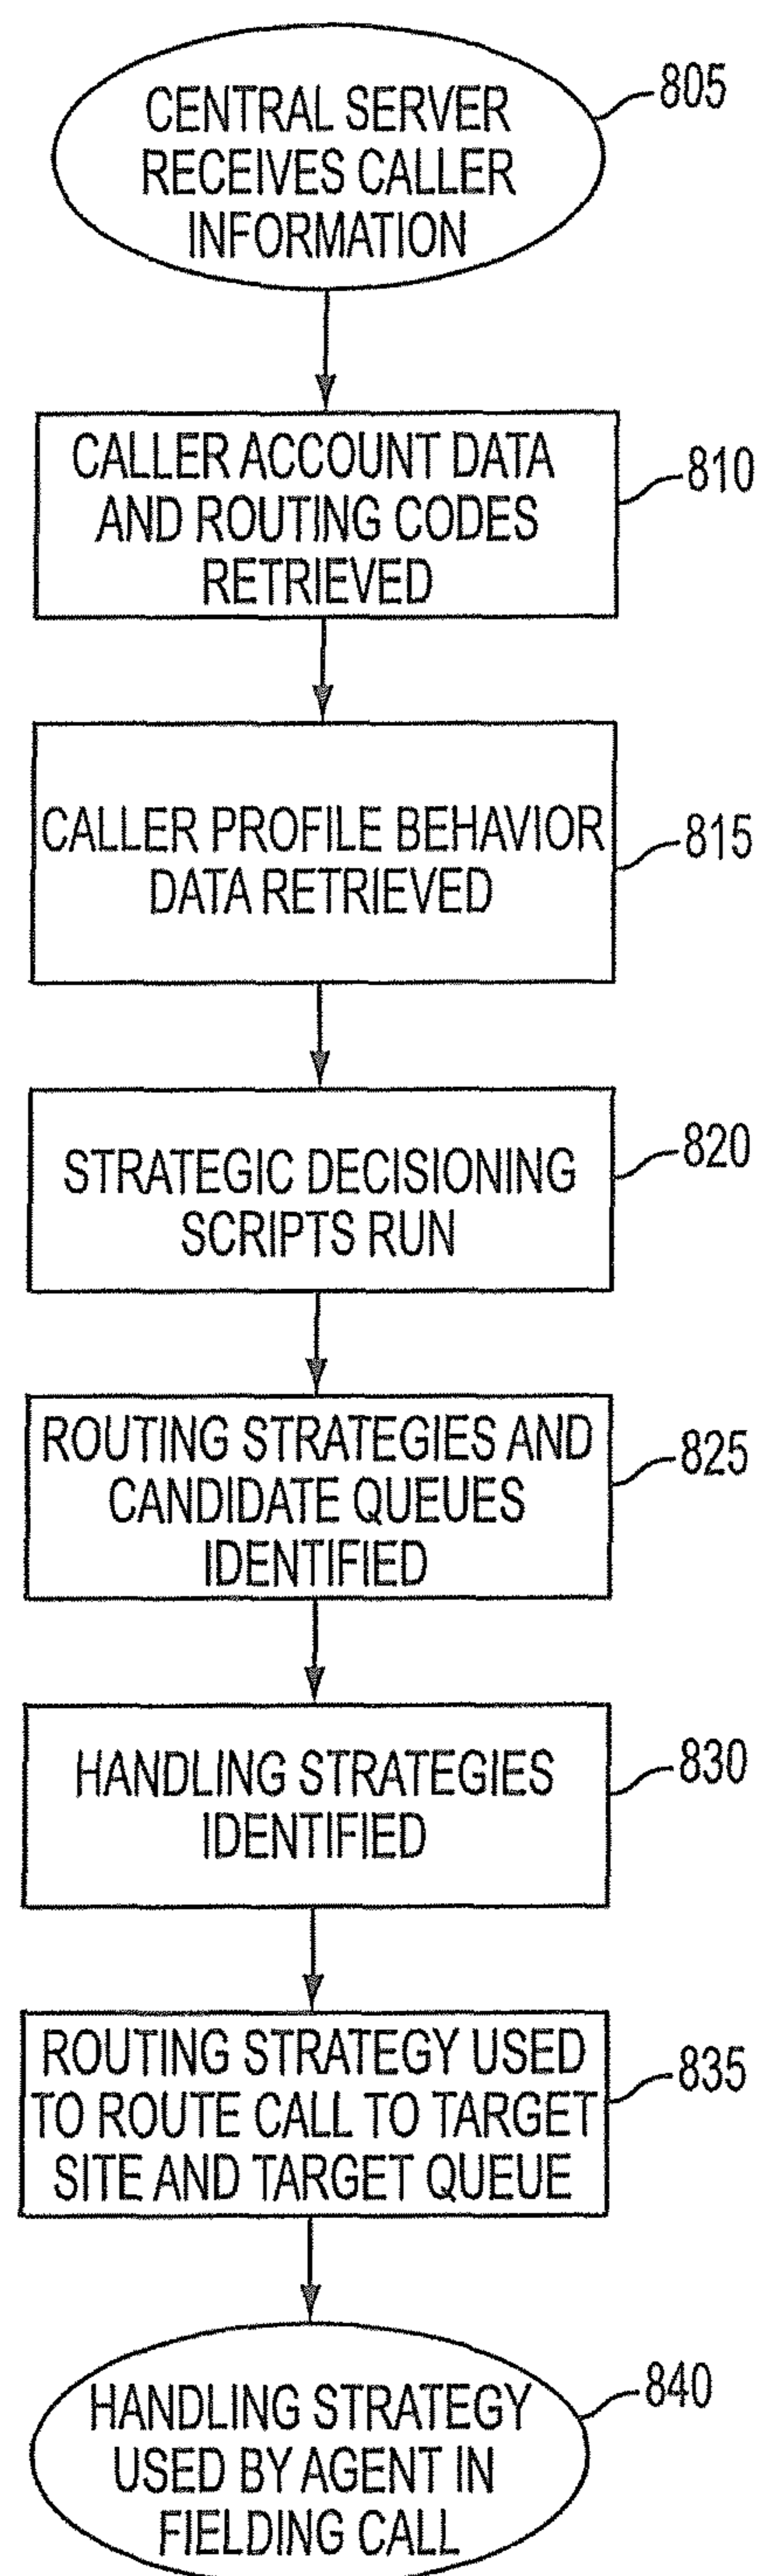 CENTRAL SERVER
RECEIVES CALLER
INFORMATION
805
CALLER ACCOUNT DATA
AND ROUTING CODES
RETRIEVED
810
CALLER PROFILE BEHAVIOR
DATA RETRIEVED
815
STRATEGIC DECISIONING
SCRIPTS RUN
820
ROUTING STRATEGIES AND
CANDIDATE QUEUES
IDENTIFIED
825
HANDLING STRATEGIES
IDENTIFIED
830
ROUTING STRATEGY USED
TO ROUTE CALL TO TARGET
SITE AND TARGET QUEUE
835
HANDLING STRATEGY
USED BY AGENT IN
FIELDING CALL
840